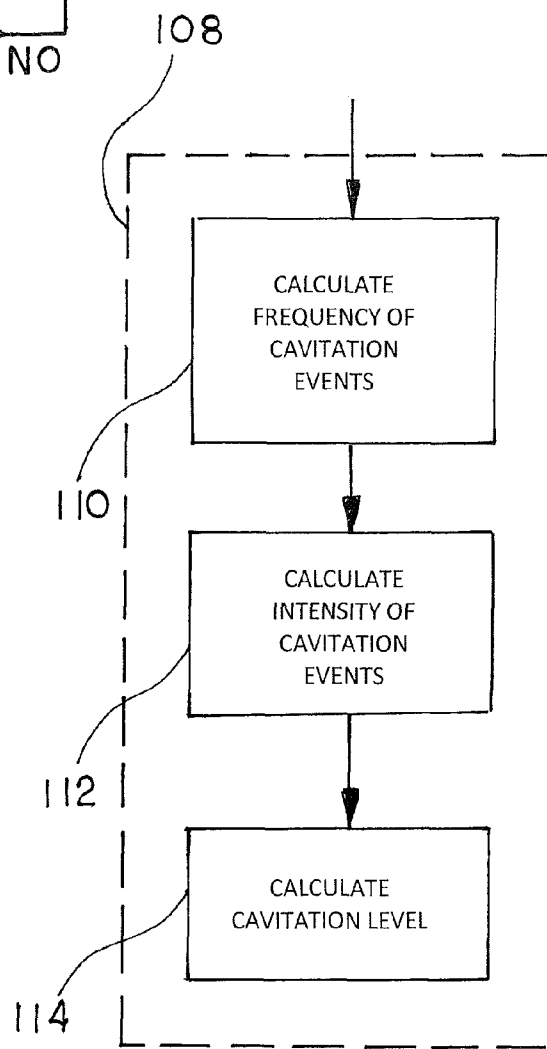 108
NO
CALCULATE
FREQUENCY OF
CAVITATION
EVENTS
110
CALCULATE
INTENSITY OF
CAVITATION
EVENTS
112
CALCULATE
CAVITATION LEVEL
114